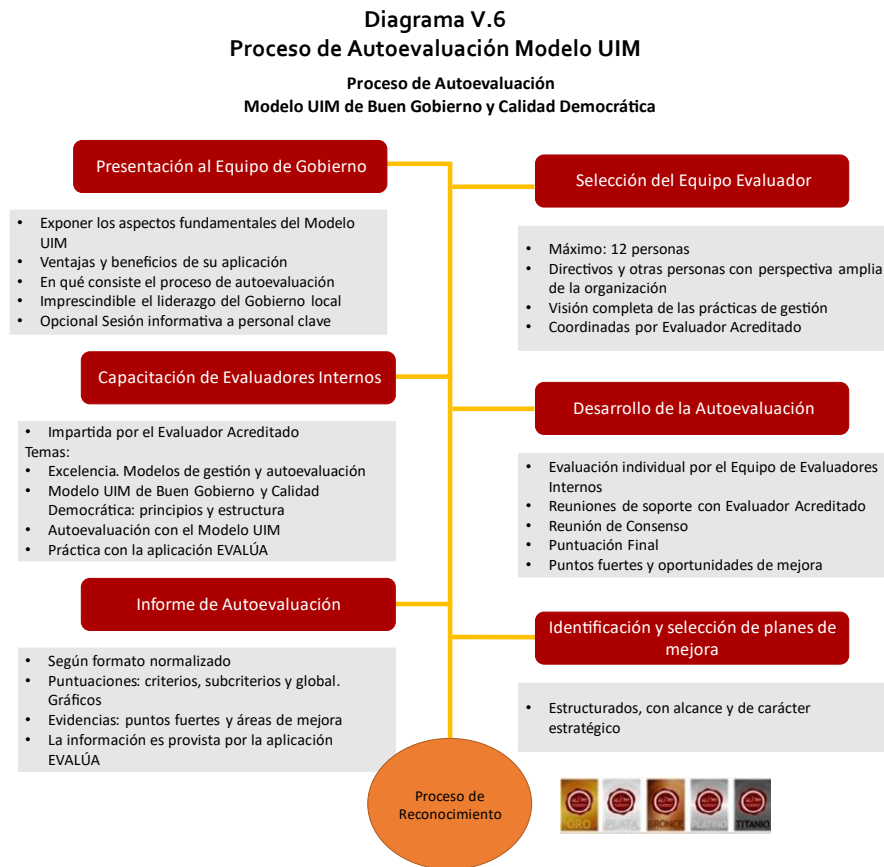 Diagrama V.6
Proceso de Autoevaluación Modelo UIM
Proceso de Autoevaluación
Modelo UIM de Buen Gobierno y Calidad Democrática
Presentación al Equipo de Gobierno
• Exponer los aspectos fundamentales del Modelo
UIM
• Ventajas y beneficios de su aplicación
• En qué consiste el proceso de autoevaluación
• Imprescindible el liderazgo del Gobierno local
• Opcional Sesión informativa a personal clave
Selección del Equipo Evaluador
• Máximo: 12 personas
• Directivos y otras personas con perspectiva amplia
de la organización
• Visión completa de las prácticas de gestión
• Coordinadas por Evaluador Acreditado
Capacitación de Evaluadores Internos
• Impartida por el Evaluador Acreditado
Temas:
• Excelencia. Modelos de gestión y autoevaluación
• Modelo UIM de Buen Gobierno y Calidad
Democrática: principios y estructura
• Autoevaluación con el Modelo UIM
• Práctica con la aplicación EVALÚA
Desarrollo de la Autoevaluación
• Evaluación individual por el Equipo de Evaluadores
Internos
• Reuniones de soporte con Evaluador Acreditado
• Reunión de Consenso
• Puntuación Final
• Puntos fuertes y oportunidades de mejora
Informe de Autoevaluación
• Según formato normalizado
• Puntuaciones: criterios, subcriterios y global.
Gráficos
• Evidencias: puntos fuertes y áreas de mejora
• La información es provista por la aplicación
EVALÚA
Identificación y selección de planes de
mejora
• Estructurados, con alcance y de carácter
estratégico
Proceso de
Reconocimiento
ORO
PLATA
BRONCE
PLATINO
TITANIO